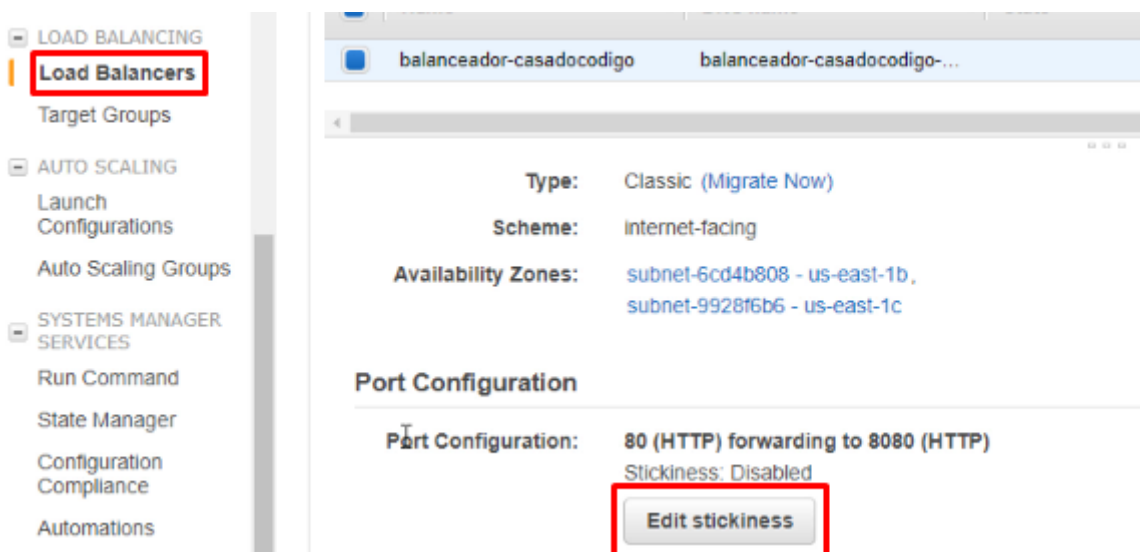 LOAD BALANCING
Load Balancers
Target Groups
AUTO SCALING
Launch
Configurations
Auto Scaling Groups
SYSTEMS MANAGER
SERVICES
Run Command
State Manager
Configuration
Compliance
Automations
balanceador-casadocodigo balanceador-casadocodigo-...
Type: Classic (Migrate Now)
Scheme: internet-facing
Availability Zones: subnet-6cd4b808 - us-east-1b,
subnet-9928f6b6 - us-east-1c
Port Configuration
Port Configuration: 80 (HTTP) forwarding to 8080 (HTTP)
Stickiness: Disabled
Edit stickiness